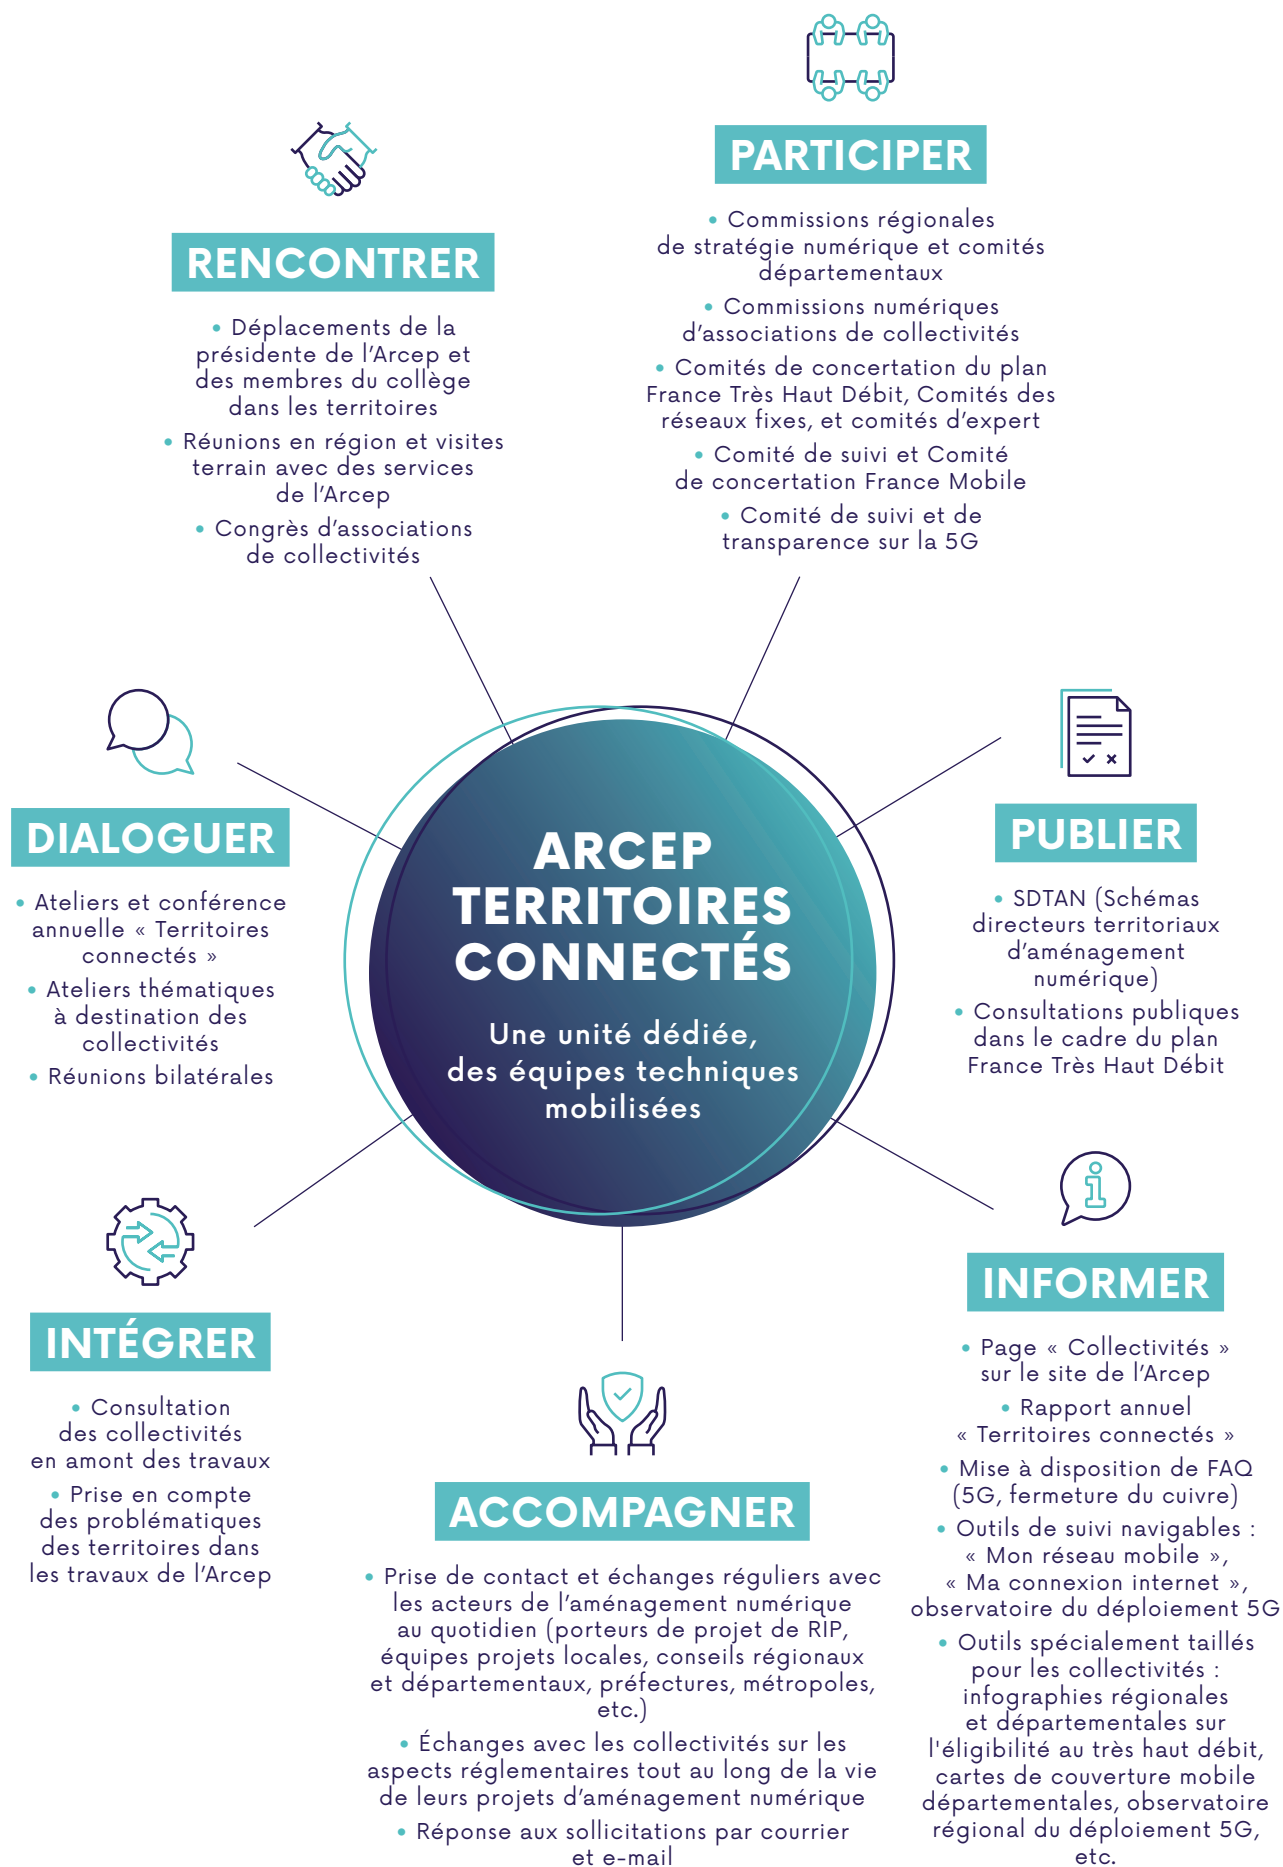 PARTICIPER
• Commissions régionales
de stratégie numérique et comités
départementaux
• Commissions numériques
d’associations de collectivités
• Comités de concertation du plan
France Très Haut Débit, Comités des
réseaux fixes, et comités d’expert
• Comité de suivi et Comité
de concertation France Mobile
• Comité de suivi et de
transparence sur la 5G
RENCONTRER
• Déplacements de la
présidente de l’Arcep et
des membres du collège
dans les territoires
• Réunions en région et visites
terrain avec des services
de l’Arcep
• Congrès d’associations
de collectivités
DIALOGUER
• Ateliers et conférence
annuelle « Territoires
connectés »
• Ateliers thématiques
à destination des
collectivités
• Réunions bilatérales
ARCEP
TERRITOIRES
CONNECTÉS
Une unité dédiée,
des équipes techniques
mobilisées
PUBLIER
• SDTAN (Schémas
directeurs territoriaux
d’aménagement
numérique)
• Consultations publiques
dans le cadre du plan
France Très Haut Débit
INTÉGRER
• Consultation
des collectivités
en amont des travaux
• Prise en compte
des problématiques
des territoires dans
les travaux de l’Arcep
ACCOMPAGNER
• Prise de contact et échanges réguliers avec
les acteurs de l’aménagement numérique
au quotidien (porteurs de projet de RIP,
équipes projets locales, conseils régionaux
et départementaux, préfectures, métropoles,
etc.)
• Échanges avec les collectivités sur les
aspects réglementaires tout au long de la vie
de leurs projets d’aménagement numérique
• Réponse aux sollicitations par courrier
et e-mail
INFORMER
• Page « Collectivités »
sur le site de l’Arcep
• Rapport annuel
« Territoires connectés »
• Mise à disposition de FAQ
(5G, fermeture du cuivre)
• Outils de suivi navigables :
« Mon réseau mobile »,
« Ma connexion internet »,
observatoire du déploiement 5G
• Outils spécialement taillés
pour les collectivités :
infographies régionales
et départementales sur
l'éligibilité au très haut débit,
cartes de couverture mobile
départementales, observatoire
régional du déploiement 5G,
etc.